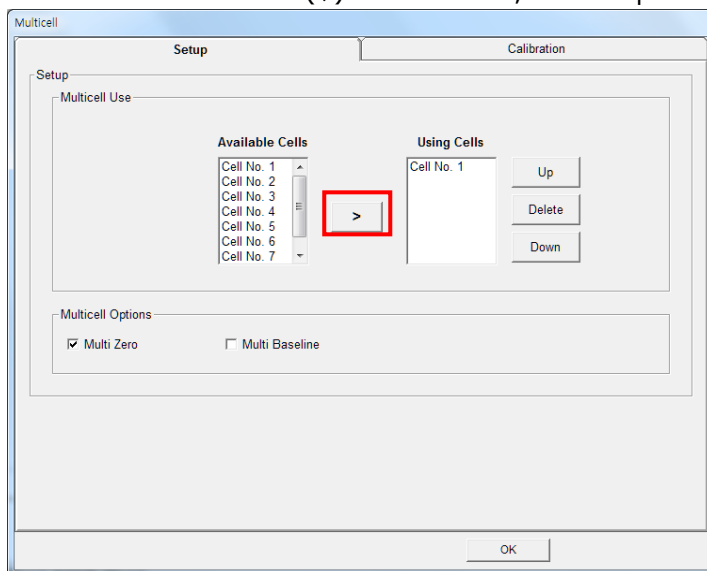 Multicell
Setup
Calibration
Setup
Multicell Use
Available Cells
Using Cells
Cell No. 1
Cell No. 2
Cell No. 3
Cell No. 4
Cell No. 5
Cell No. 6
Cell No. 7
>
Cell No. 1
Up
Delete
Down
Multicell Options
Multi Zero
Multi Baseline
OK